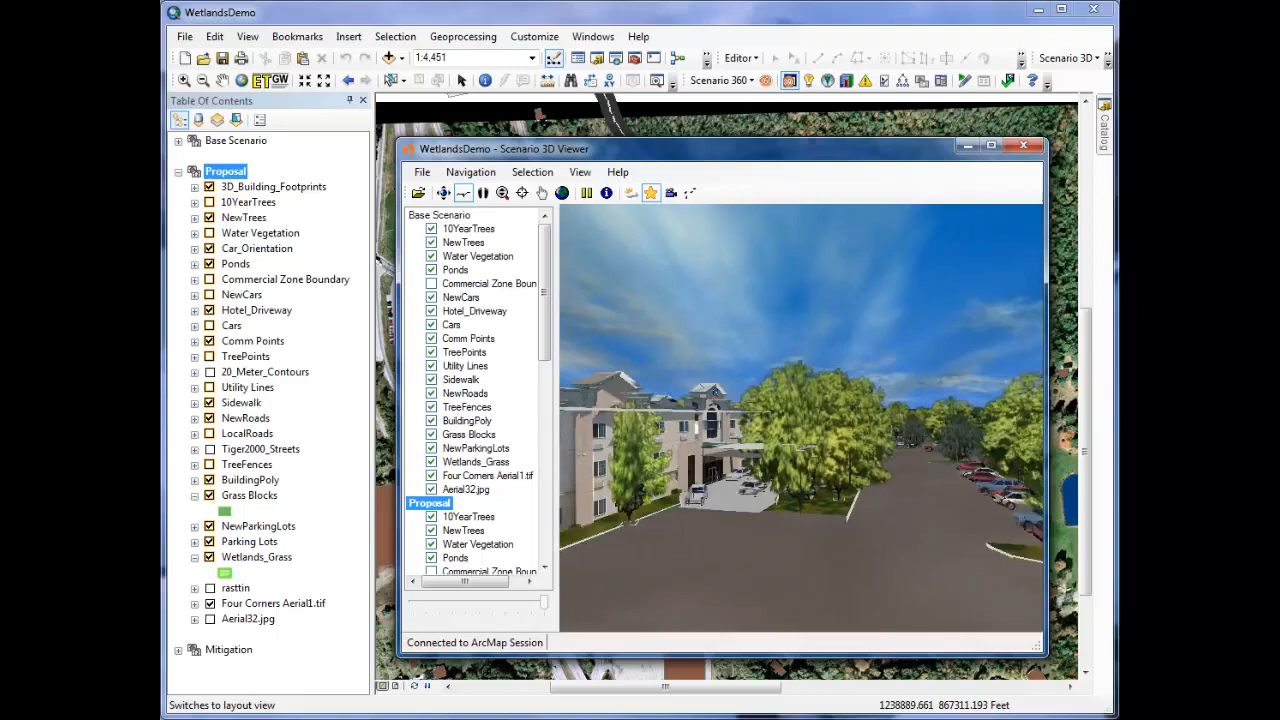 WetlandsDemo
File Edit View Bookmarks Insert Selection Geoprocessing Customize Windows Help
1:4,451 Editor Scenario 3D
ET GW Scenario 360
Table Of Contents
Base Scenario
Proposal
3D_Building_Footprints
10YearTrees
NewTrees
Water Vegetation
Car_Orientation
Ponds
Commercial Zone Boundary
NewCars
Hotel_Driveway
Cars
Comm Points
TreePoints
20_Meter_Contours
Utility Lines
Sidewalk
NewRoads
LocalRoads
Tiger2000_Streets
TreeFences
BuildingPoly
Grass Blocks
NewParkingLots
Parking Lots
Wetlands_Grass
rasttin
Four Corners Aerial1.tif
Aerial32.jpg
Mitigation
Switches to layout view
WetlandsDemo - Scenario 3D Viewer
File Navigation Selection View Help
Base Scenario
10YearTrees
NewTrees
Water Vegetation
Ponds
Commercial Zone Boun
NewCars
Hotel_Driveway
Cars
Comm Points
TreePoints
Utility Lines
Sidewalk
NewRoads
TreeFences
BuildingPoly
Grass Blocks
NewParkingLots
Wetlands_Grass
Four Corners Aerial1.tif
Aerial32.jpg
Proposal
10YearTrees
NewTrees
Water Vegetation
Ponds
Commercial Zone Boun
Connected to ArcMap Session
Catalog
1238889.661 867311.193 Feet